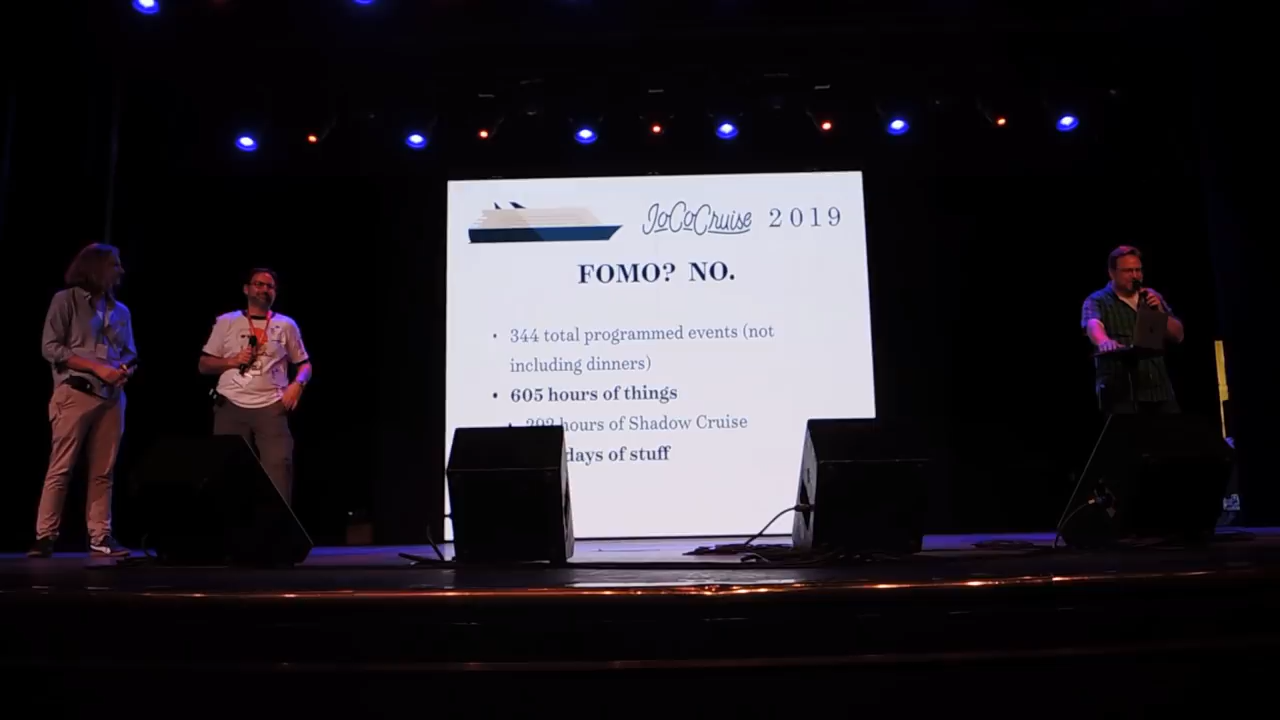 JoCoCruise 2019
FOMO? NO.
• 344 total programmed events (not
including dinners)
• 605 hours of things
hours of Shadow Cruise
days of stuff